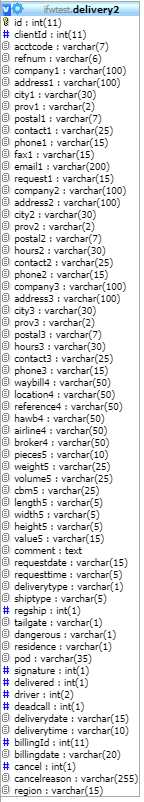 ifwtest.delivery2
id : int(11)
clientId : int(11)
acctcode : varchar(7)
refnum : varchar(6)
company1 : varchar(100)
address1 : varchar(100)
city1 : varchar(30)
prov1 : varchar(2)
postal1 : varchar(7)
contact1 : varchar(25)
phone1 : varchar(15)
fax1 : varchar(15)
email1 : varchar(200)
request1 : varchar(15)
company2 : varchar(100)
address2 : varchar(100)
city2 : varchar(30)
prov2 : varchar(2)
postal2 : varchar(7)
hours2 : varchar(30)
contact2 : varchar(25)
phone2 : varchar(15)
company3 : varchar(100)
address3 : varchar(100)
city3 : varchar(30)
prov3 : varchar(2)
postal3 : varchar(7)
hours3 : varchar(30)
contact3 : varchar(25)
phone3 : varchar(15)
waybill4 : varchar(50)
location4 : varchar(50)
reference4 : varchar(50)
hawb4 : varchar(50)
airline4 : varchar(50)
broker4 : varchar(50)
pieces5 : varchar(10)
weight5 : varchar(25)
volume5 : varchar(25)
cbm5 : varchar(25)
length5 : varchar(5)
width5 : varchar(5)
height5 : varchar(5)
value5 : varchar(15)
comment : text
requestdate : varchar(15)
requesttime : varchar(5)
deliverytype : varchar(1)
shiptype : varchar(5)
regship : int(1)
tailgate : varchar(1)
dangerous : varchar(1)
residence : varchar(1)
pod : varchar(35)
signature : int(1)
delivered : int(1)
driver : int(2)
deadcall : int(1)
deliverydate : varchar(15)
deliverytime : varchar(10)
billingId : int(11)
billingdate : varchar(20)
cancel : int(1)
cancelreason : varchar(255)
region : varchar(15)